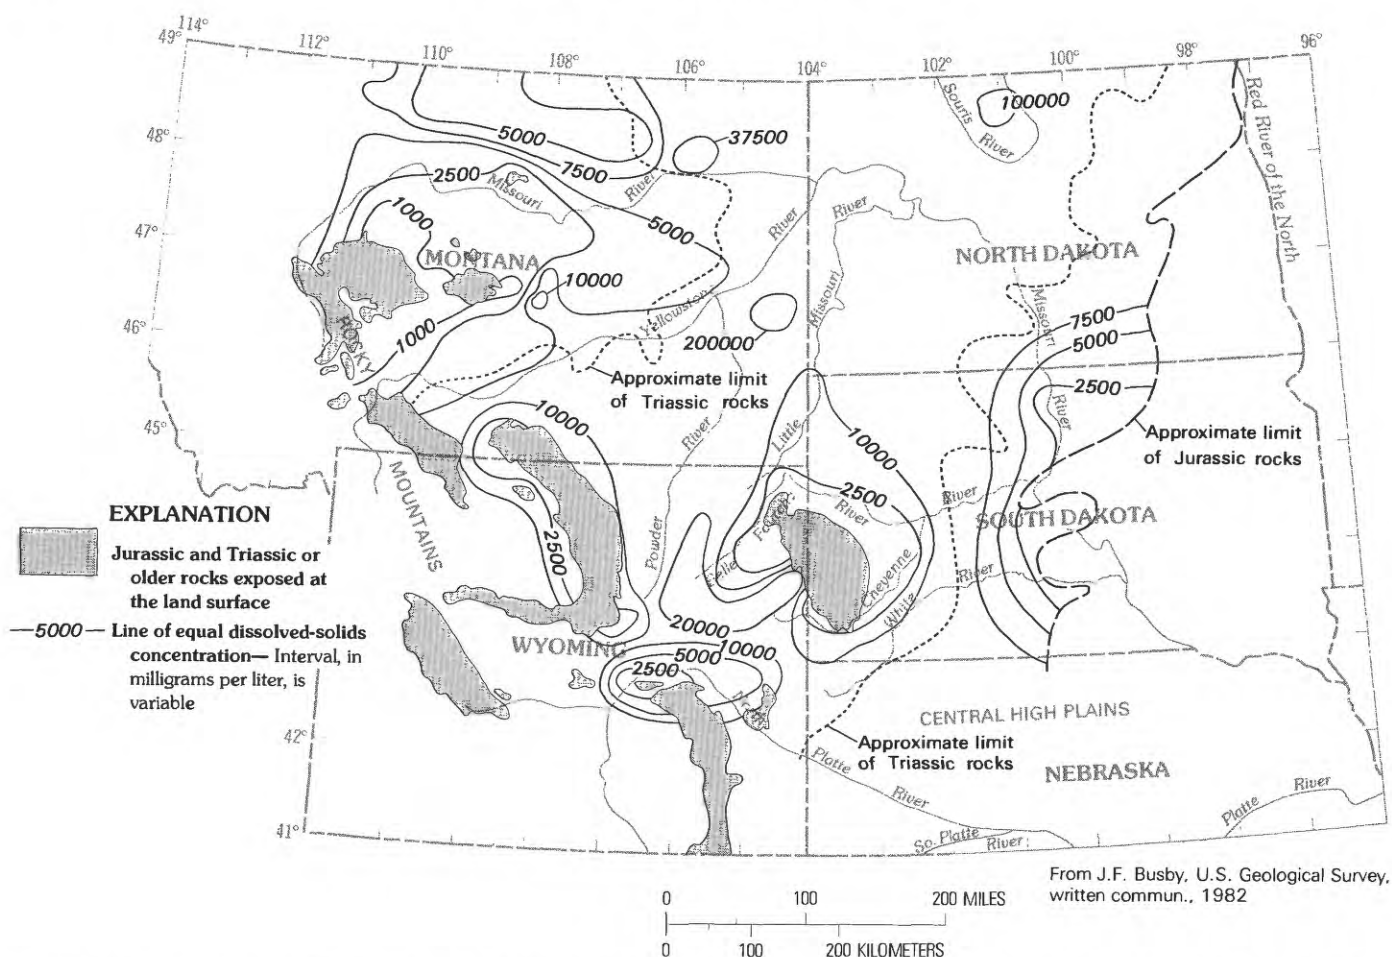 114°
49°
112°
110°
108°
106°
104°
102°
100°
98°
96°
Souris
River
100000
Red River of the North
37500
5000
7500
48°
2500
Missouri
River
River
River
1000
5000
47°
MONTANA
NORTH DAKOTA
10000
Missouri
Missouri
7500
Yellowston
46°
ROCKY
1000
200000
5000
2500
Approximate limit
of Triassic rocks
10000
River
Little
10000
Approximate limit
of Jurassic rocks
45°
MOUNTAINS
2500
River
River
SOUTH DAKOTA
EXPLANATION
Jurassic and Triassic or
older rocks exposed at
the land surface
2500
Powder
Cheyenne
River
White
—5000— Line of equal dissolved-solids
concentration— Interval, in
milligrams per liter, is
variable
20000
WYOMING
10000
5000
2500
CENTRAL HIGH PLAINS
42°
Approximate limit
of Triassic rocks
NEBRASKA
Platte
River
Platte
River
41°
So. Platte
River
From J.F. Busby, U.S. Geological Survey,
written commun., 1982
0 100 200 MILES
0 100 200 KILOMETERS